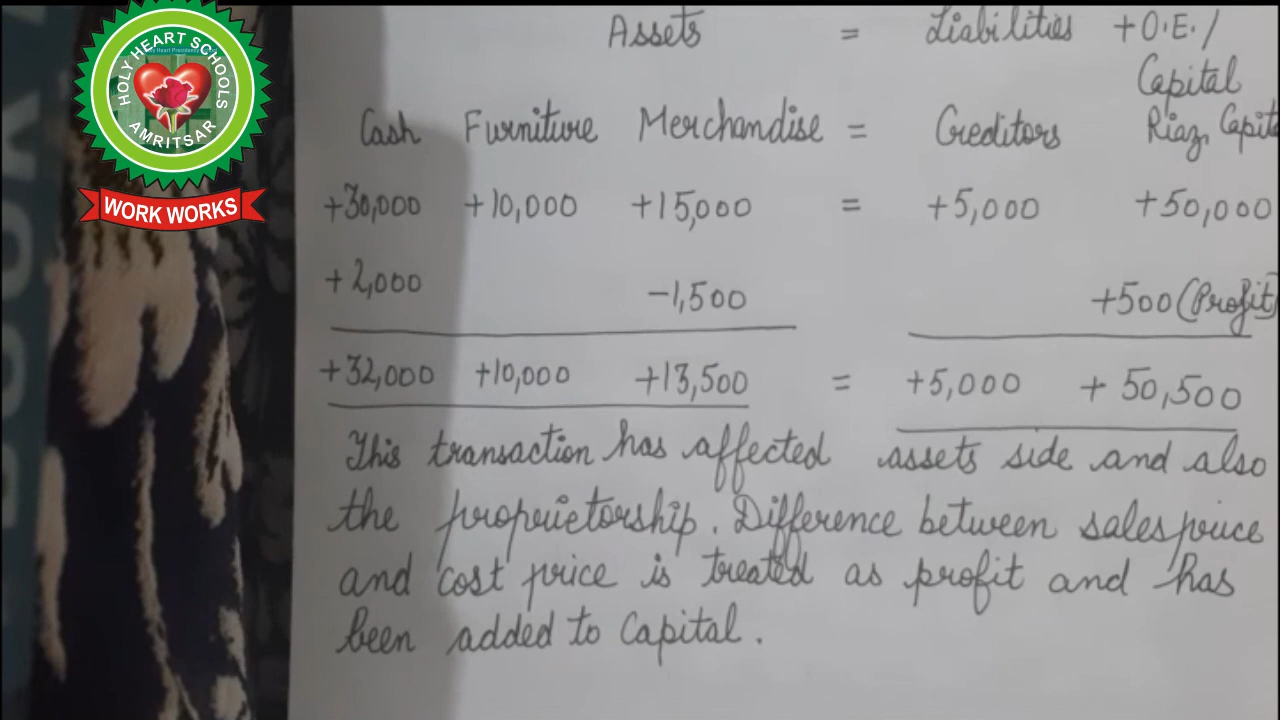 HOLY HEART SCHOOLS
AMRITSAR
WORK WORKS
Assets = Liabilities + O.E./
Capital
Cash Furniture Merchandise = Creditors Riaz, Capita
+30,000 +10,000 +15,000 = +5,000 +50,000
+2,000 -1,500 +500 (Profit)
+32,000 +10,000 +13,500 = +5,000 + 50,500
This transaction has affected assets side and also
the proprietorship. Difference between sales price
and cost price is treated as profit and has
been added to Capital.